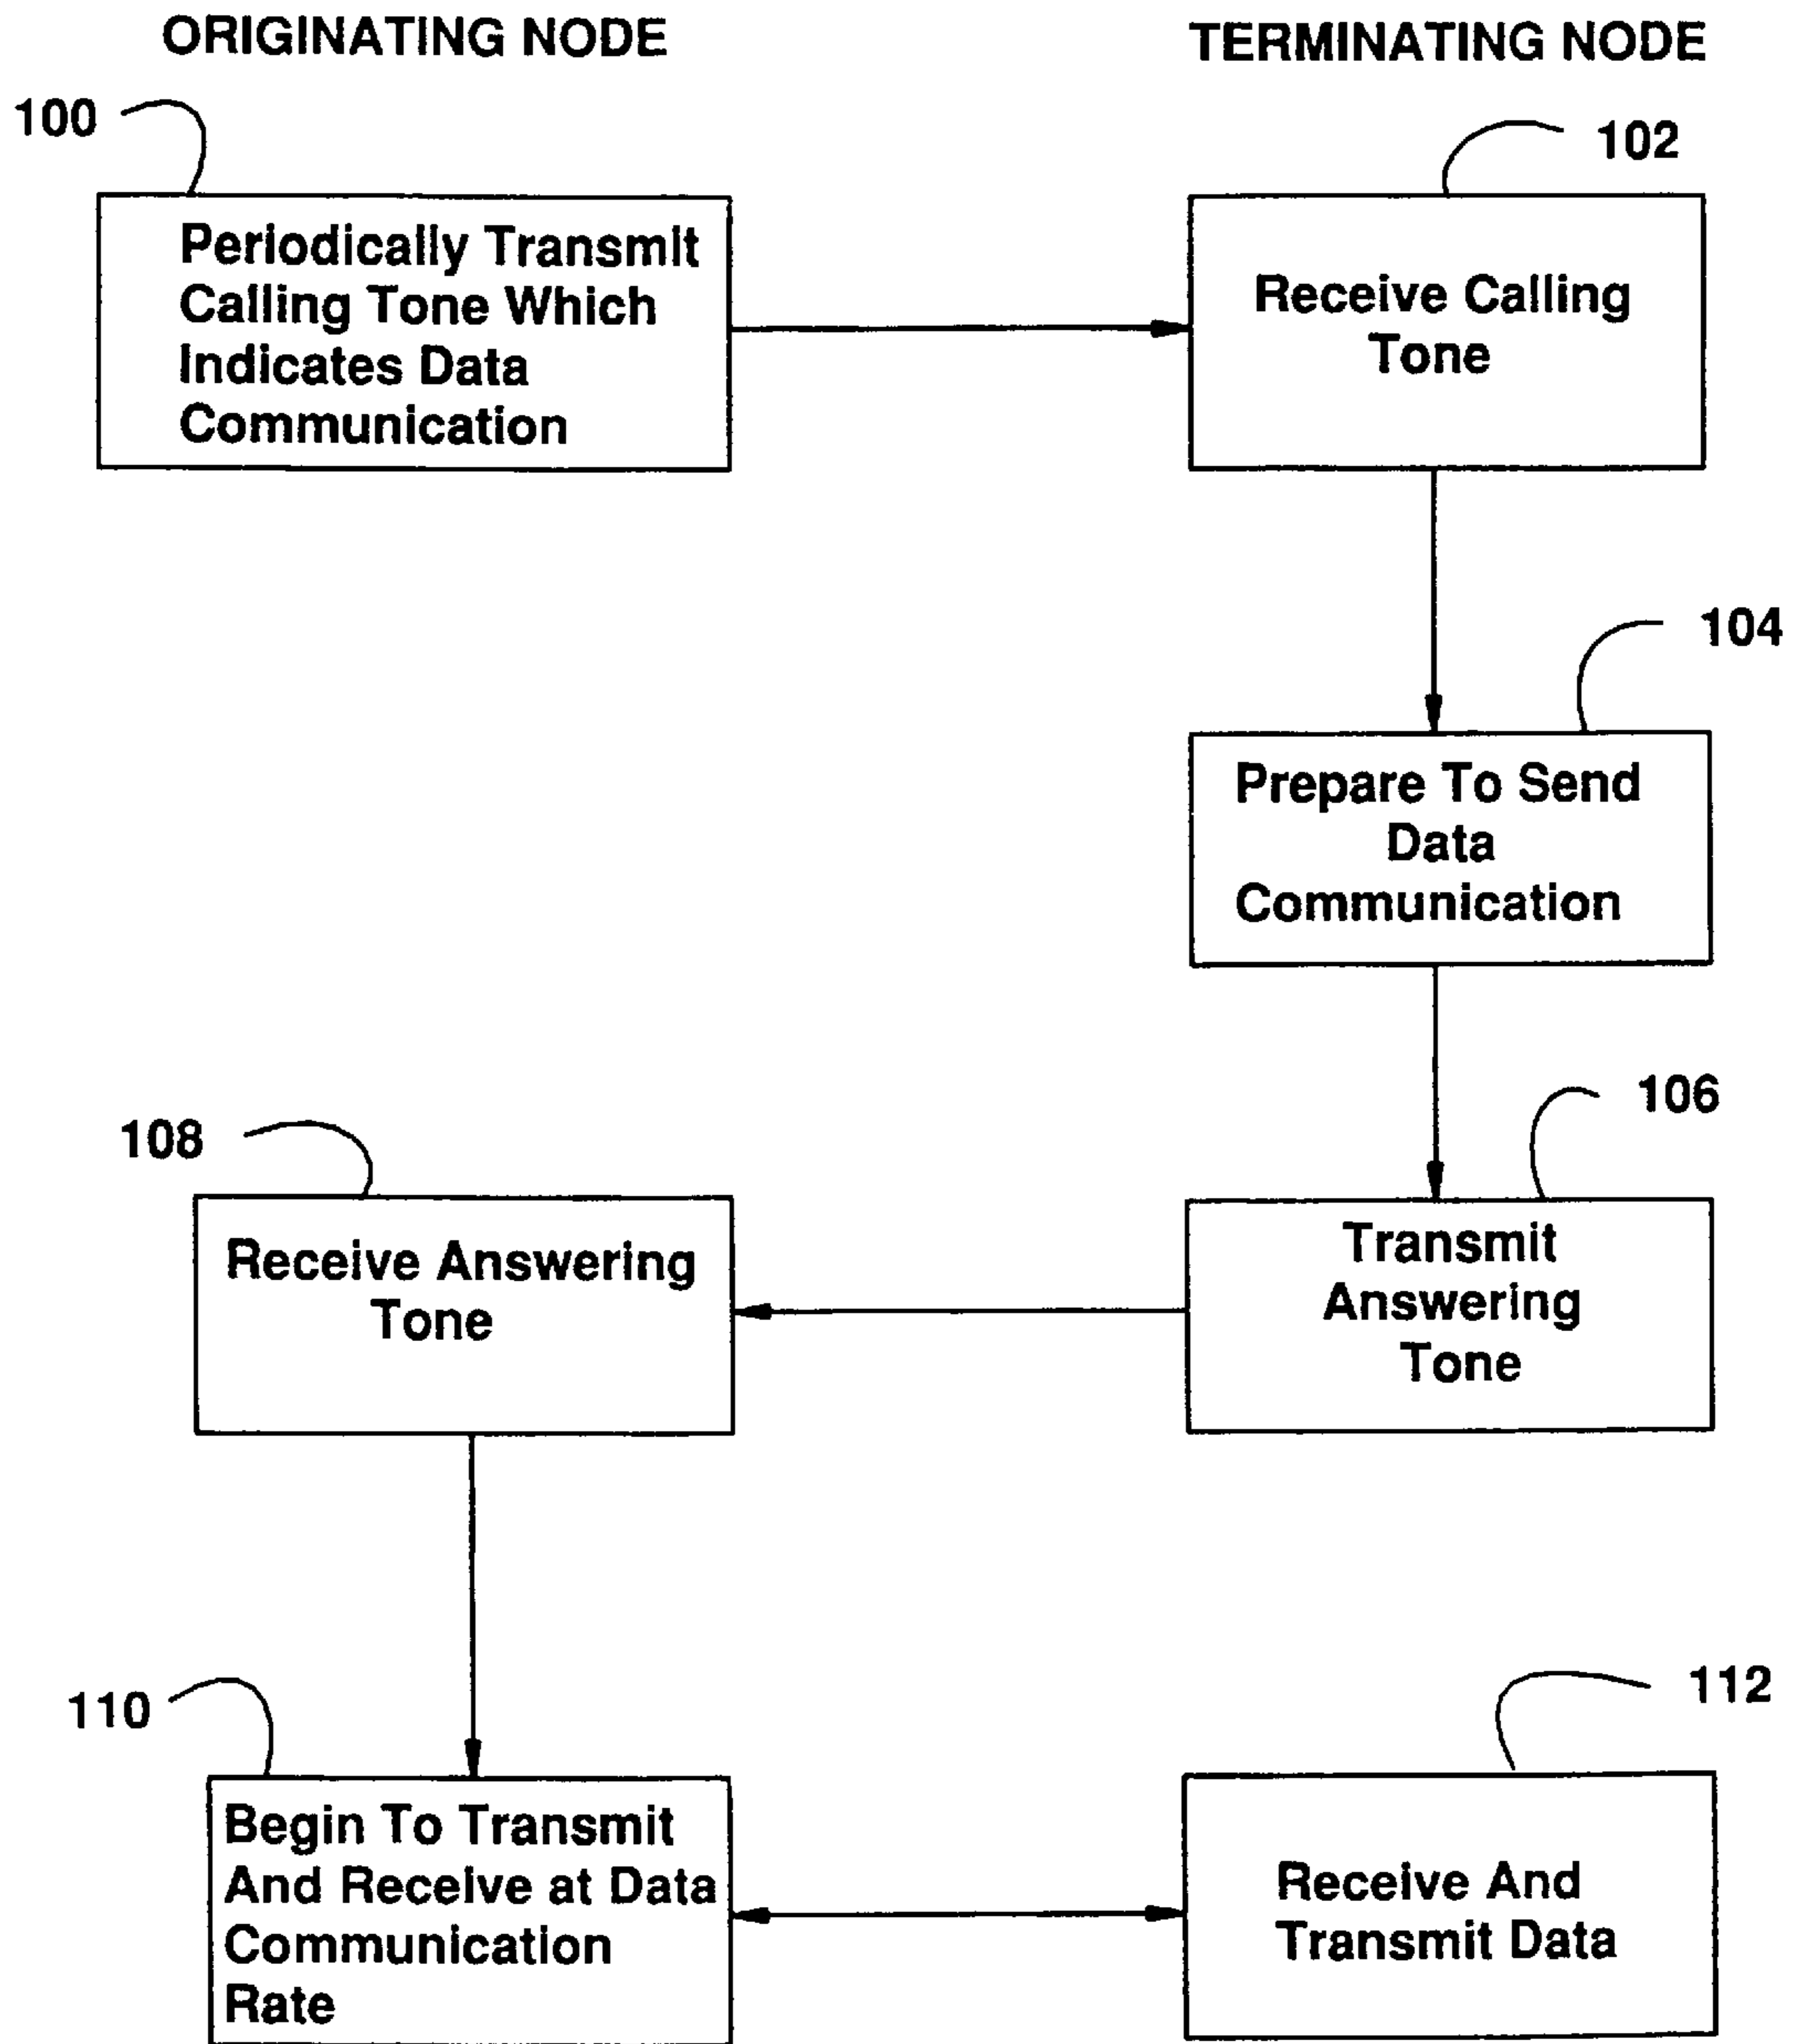 ORIGINATING NODE
TERMINATING NODE
100
102
Periodically Transmit
Calling Tone Which
Indicates Data
Communication
Receive Calling
Tone
104
Prepare To Send
Data
Communication
106
108
Transmit
Answering
Tone
Receive Answering
Tone
110
112
Begin To Transmit
And Receive at Data
Communication
Rate
Receive And
Transmit Data